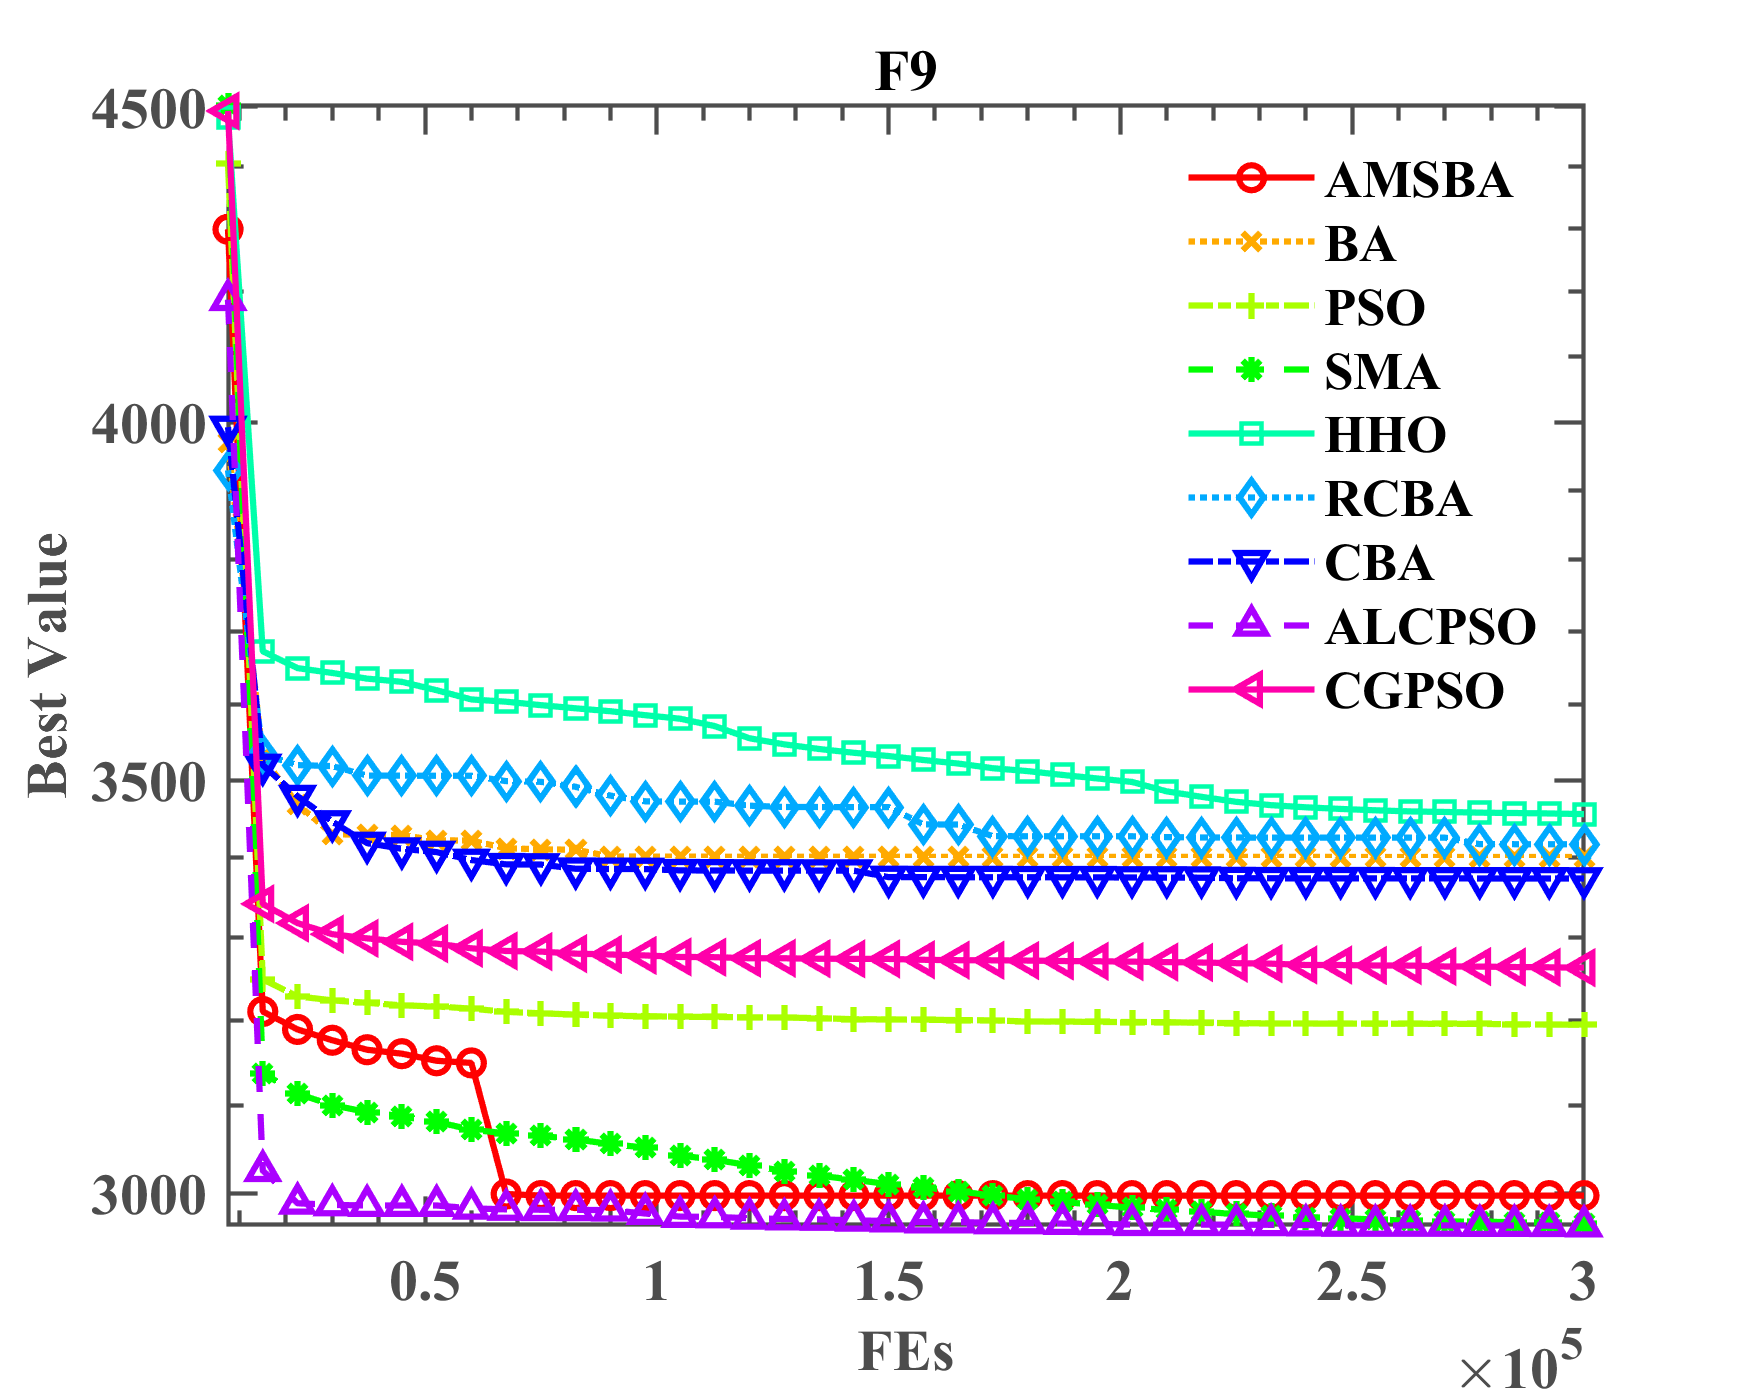 F9
4500
4000
3500
3000
Best Value
AMSBA
BA
PSO
SMA
HHO
RCBA
CBA
ALCPSO
CGPSO
0.5 1 1.5 2 2.5 3
FEs
×10^5